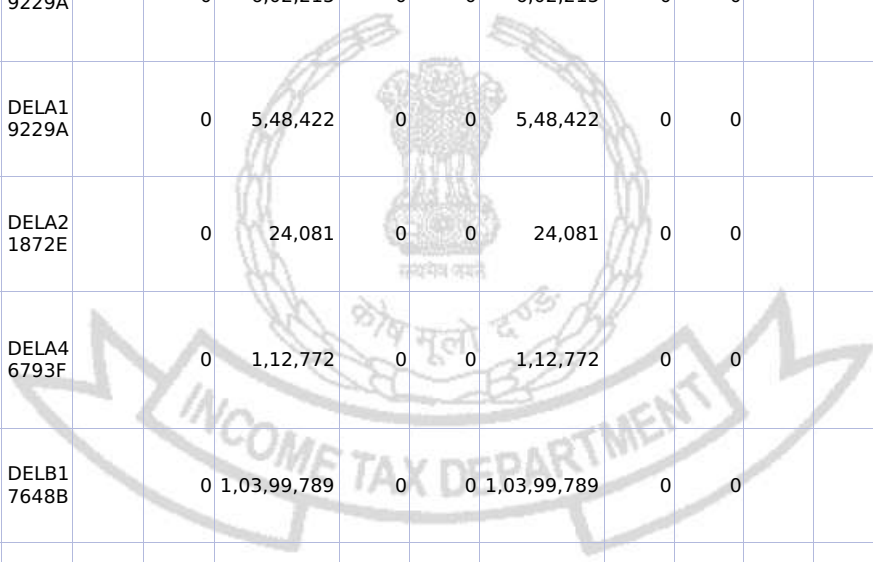 9229A
DELA1
9229A 0 5,48,422 0 0 5,48,422 0 0
DELA2
1872E 0 24,081 0 0 24,081 0 0
DELA4
6793F 0 1,12,772 0 0 1,12,772 0 0
DELB1
7648B 0 1,03,99,789 0 0 1,03,99,789 0 0
सत्यमेव जयते
कोष मूलो दण्ड:
INCOME TAX DEPARTMENT